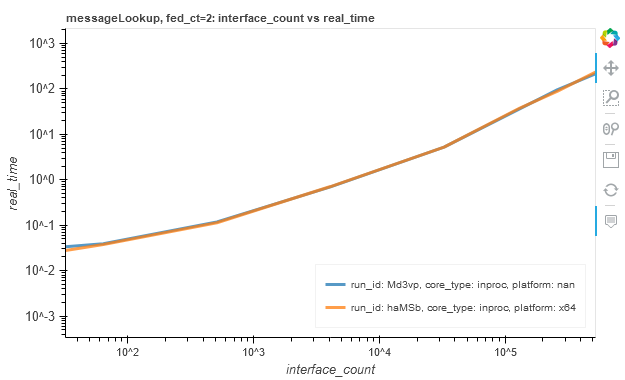 messageLookup, fed_ct=2: interface_count vs real_time
10^3
10^2
10^1
10^0
10^-1
10^-2
10^-3
real_time
run_id: Md3vp, core_type: inproc, platform: nan
run_id: haMSb, core_type: inproc, platform: x64
10^2
10^3
10^4
10^5
interface_count